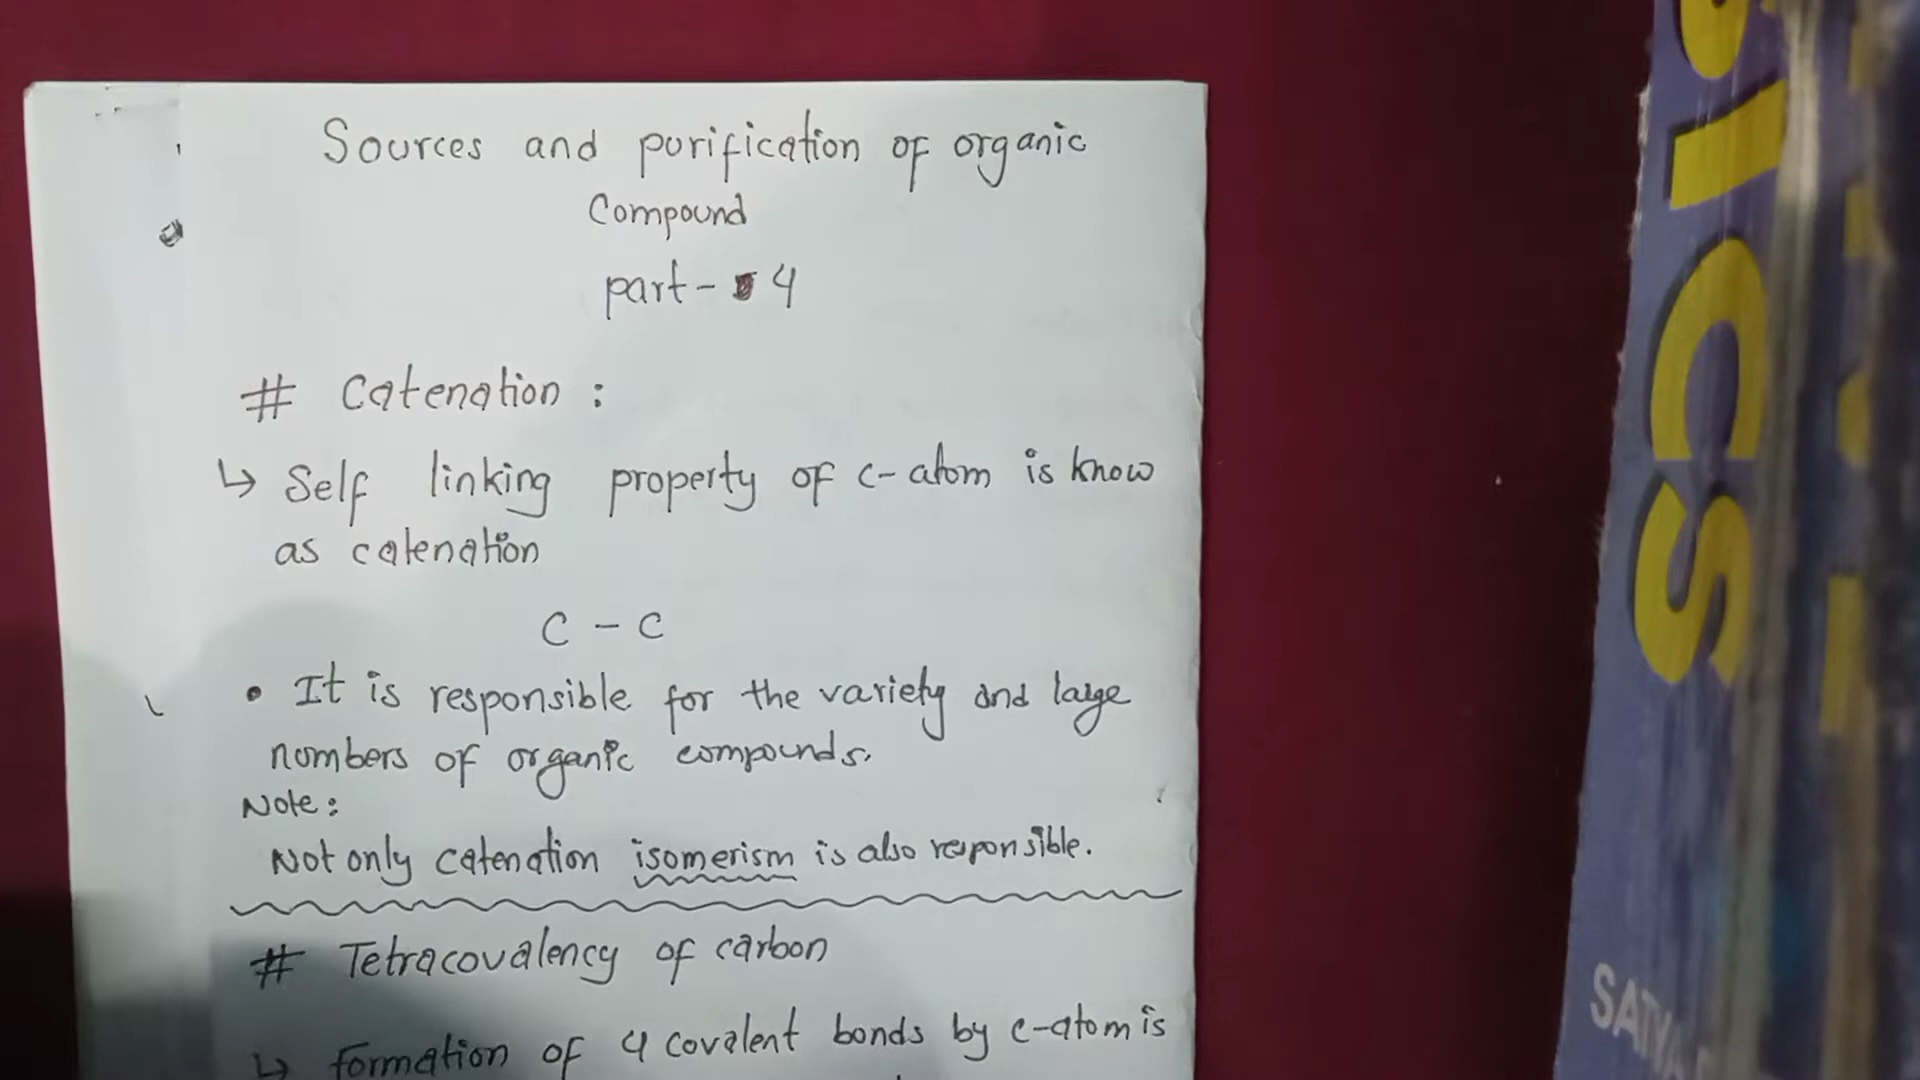 Sources and purification of organic
Compound
part - 4
# Catenation :
↳ Self linking property of c-atom is know
as catenation
C - C
• It is responsible for the variety and large
numbers of organic compounds.
Note :
Not only catenation isomerism is also responsible.
# Tetracovalency of carbon
↳ formation of 4 covalent bonds by c-atom is
ICS